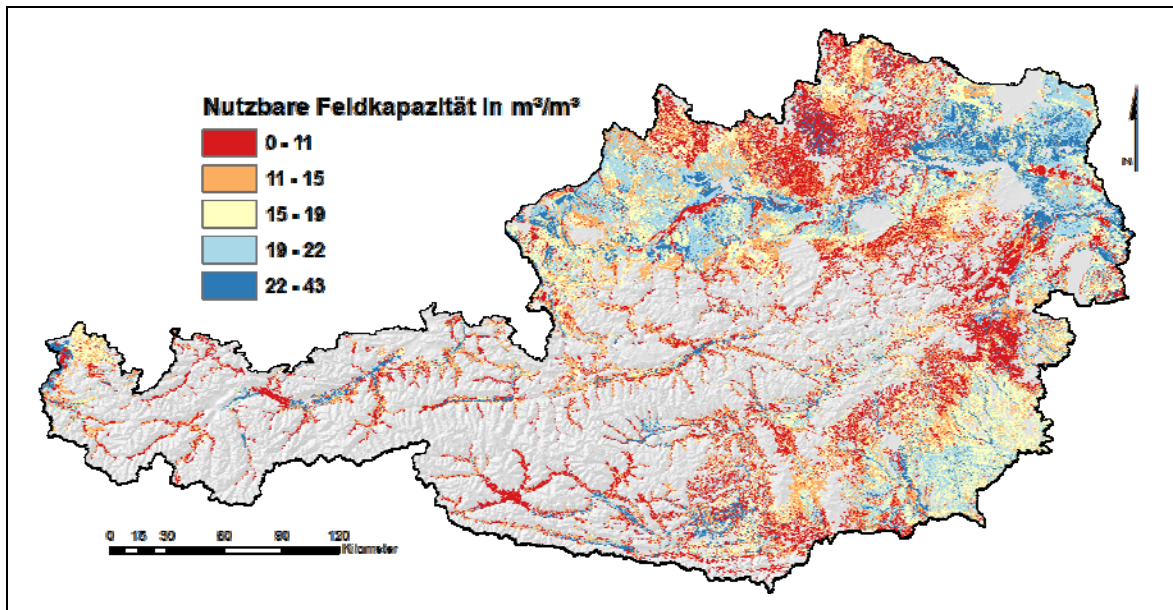 Nutzbare Feldkapazität in m³/m³
0 - 11
11 - 15
15 - 19
19 - 22
22 - 43
N
0 15 30 60 90 120
Kilometer